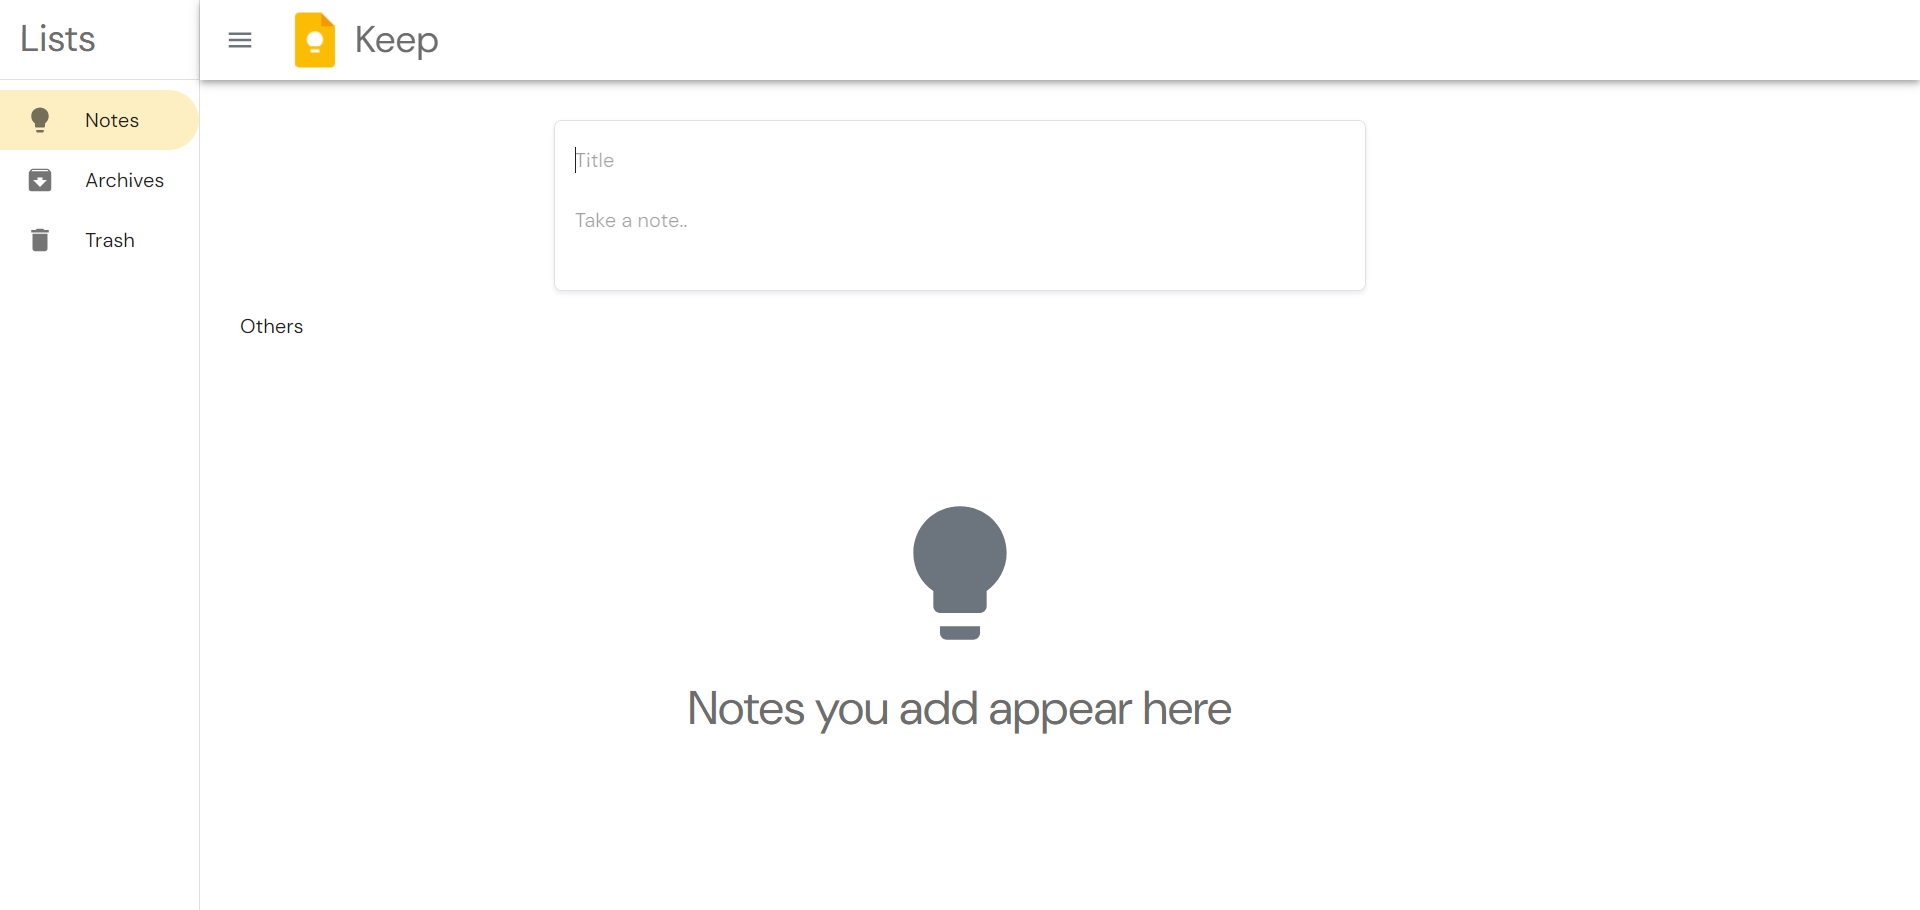 Lists
Keep
Notes
Archives
Trash
Title
Take a note..
Others
Notes you add appear here